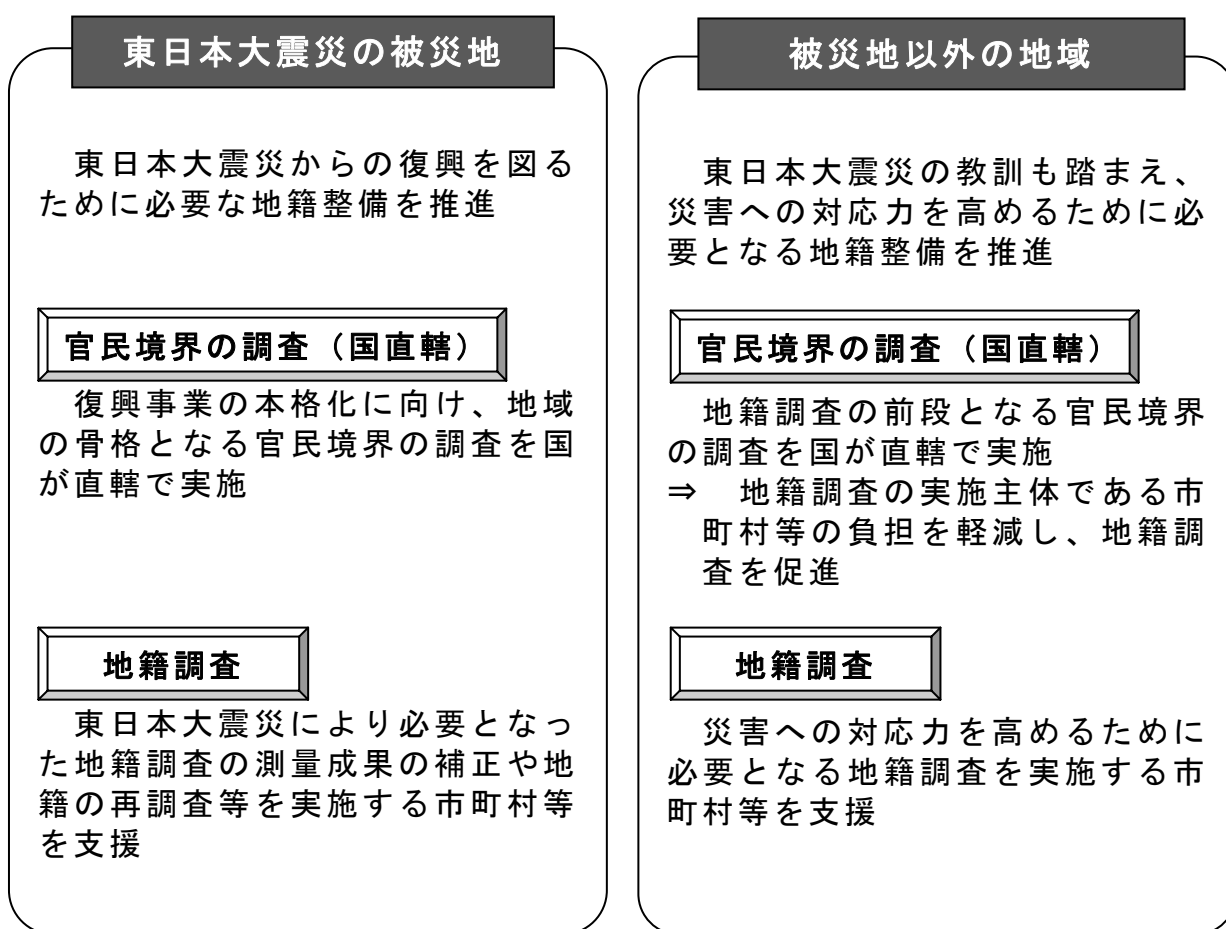 東日本大震災の被災地
東日本大震災からの復興を図る
ために必要な地籍整備を推進
官民境界の調査（国直轄）
復興事業の本格化に向け、地域
の骨格となる官民境界の調査を国
が直轄で実施
地籍調査
東日本大震災により必要となっ
た地籍調査の測量成果の補正や地
籍の再調査等を実施する市町村等
を支援
被災地以外の地域
東日本大震災の教訓も踏まえ、
災害への対応力を高めるために必
要となる地籍整備を推進
官民境界の調査（国直轄）
地籍調査の前段となる官民境界
の調査を国が直轄で実施
⇒　地籍調査の実施主体である市
町村等の負担を軽減し、地籍調
査を促進
地籍調査
災害への対応力を高めるために
必要となる地籍調査を実施する市
町村等を支援